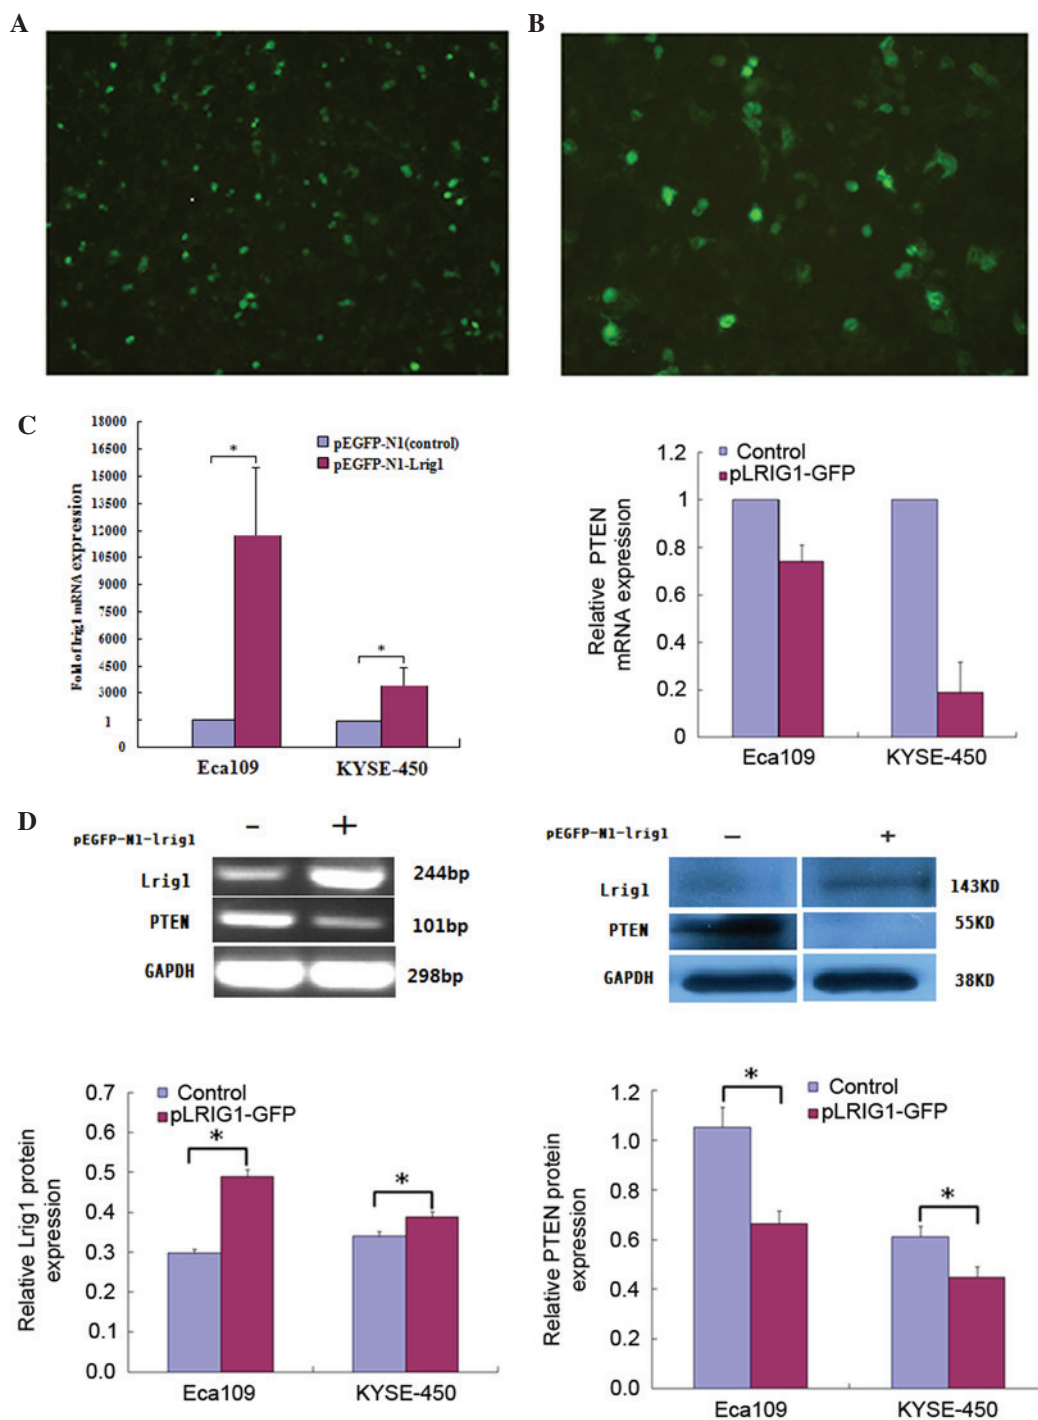 A
B
C
18000
16500
15000
13500
12000
10500
9000
7500
6000
4500
3000
1
0
Fold of lrig1 mRNA expression
pEGFP-N1(control)
pEGFP-N1-Lrig1
*
*
Eca109
KYSE-450
1.2
1
0.8
0.6
0.4
0.2
0
Relative PTEN
mRNA expression
Control
pLRIG1-GFP
Eca109
KYSE-450
D
pEGFP-N1-lrig1
- +
Lrig1 244bp
PTEN 101bp
GAPDH 298bp
pEGFP-N1-lrig1
- +
Lrig1 143KD
PTEN 55KD
GAPDH 38KD
0.7
0.6
0.5
0.4
0.3
0.2
0.1
0.0
Relative Lrig1 protein
expression
Control
pLRIG1-GFP
*
*
Eca109
KYSE-450
1.2
1.0
0.8
0.6
0.4
0.2
0.0
Relative PTEN protein
expression
Control
pLRIG1-GFP
*
*
Eca109
KYSE-450